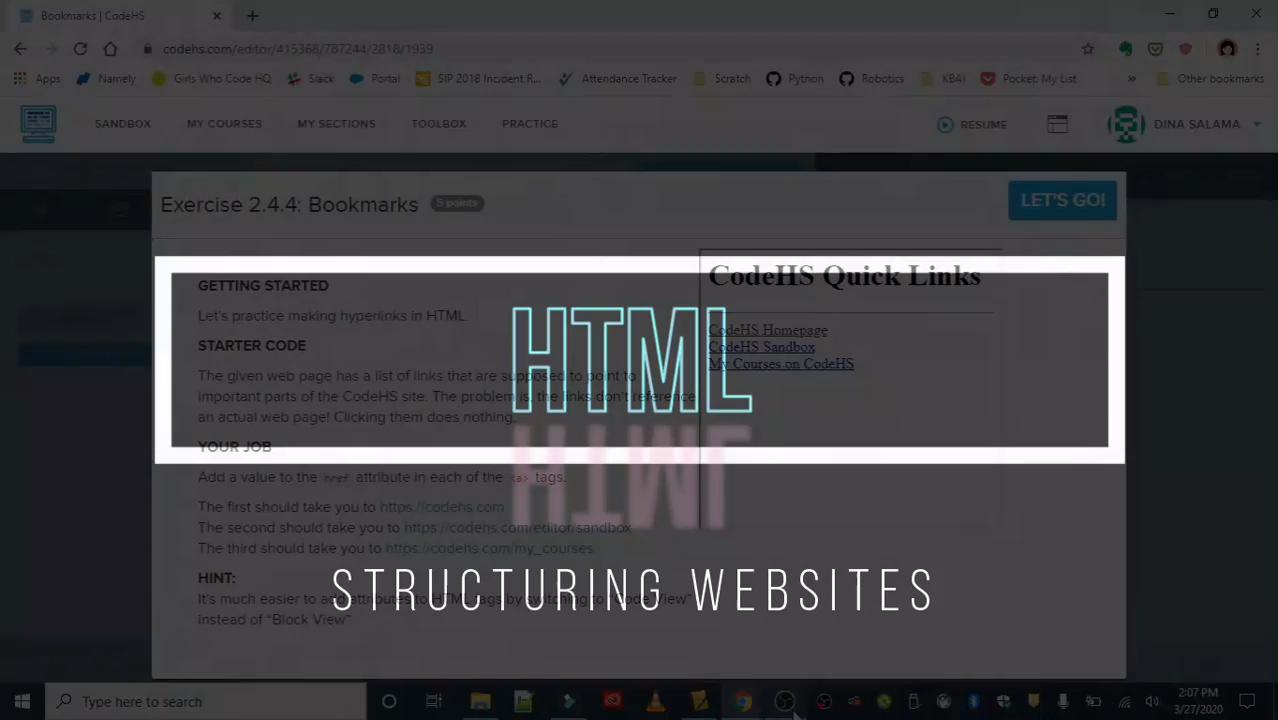 Bookmarks | CodeHS
codehs.com/editor/415368/787244/2818/1939
Apps Namely Girls Who Code HQ Slack Portal SIP 2018 Incident R... Attendance Tracker Scratch Python Robotics KB4I Pocket: My List » Other bookmarks
SANDBOX MY COURSES MY SECTIONS TOOLBOX PRACTICE RESUME DINA SALAMA
Exercise 2.4.4: Bookmarks 5 points LET'S GO!
GETTING STARTED
Let's practice making hyperlinks in HTML
STARTER CODE
The given web page has a list of links that are supposed to point to
important parts of the CodeHS site. The problem is, the links don't reference
an actual web page! Clicking them does nothing.
YOUR JOB
Add a value to the href attribute in each of the <a> tags.
The first should take you to https://codehs.com
The second should take you to https://codehs.com/editor/sandbox
The third should take you to https://codehs.com/my_courses.
HINT:
It's much easier to add attributes to HTML tags by switching to "Code View"
instead of "Block View"
CodeHS Quick Links
CodeHS Homepage
CodeHS Sandbox
My Courses on CodeHS
HTML
STRUCTURING WEBSITES
Type here to search
2:07 PM
3/27/2020